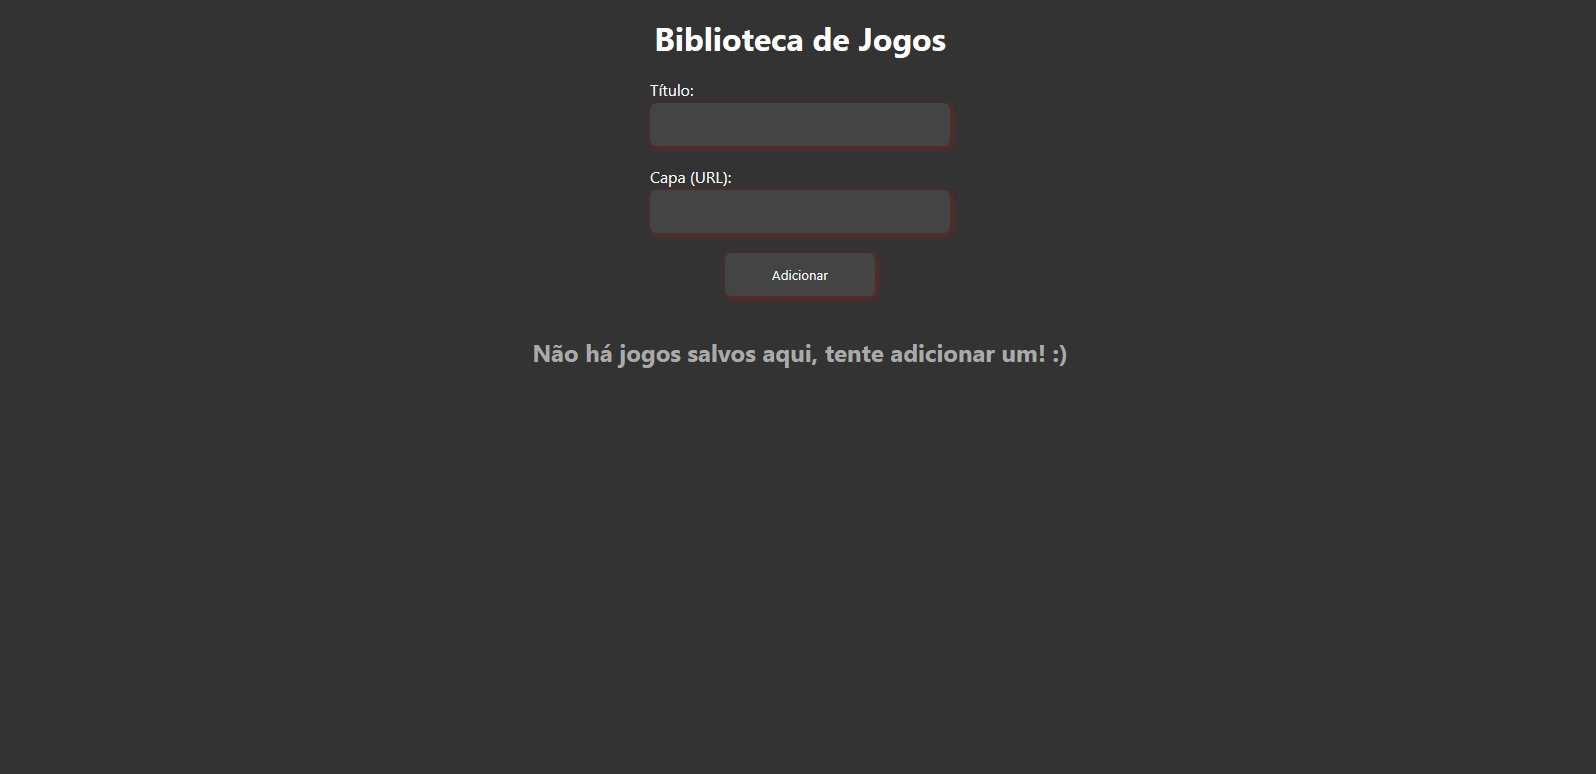 Biblioteca de Jogos
Título:
Capa (URL):
Adicionar
Não há jogos salvos aqui, tente adicionar um! :)